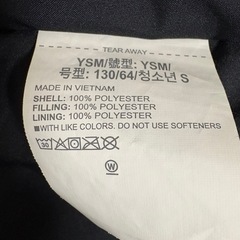 TEAR AWAY
YSM/號型: YSM/
号型: 130/64/청소년 S
MADE IN VIETNAM
SHELL: 100% POLYESTER
FILLING: 100% POLYESTER
LINING: 100% POLYESTER
WITH LIKE COLORS. DO NOT USE SOFTENERS
W